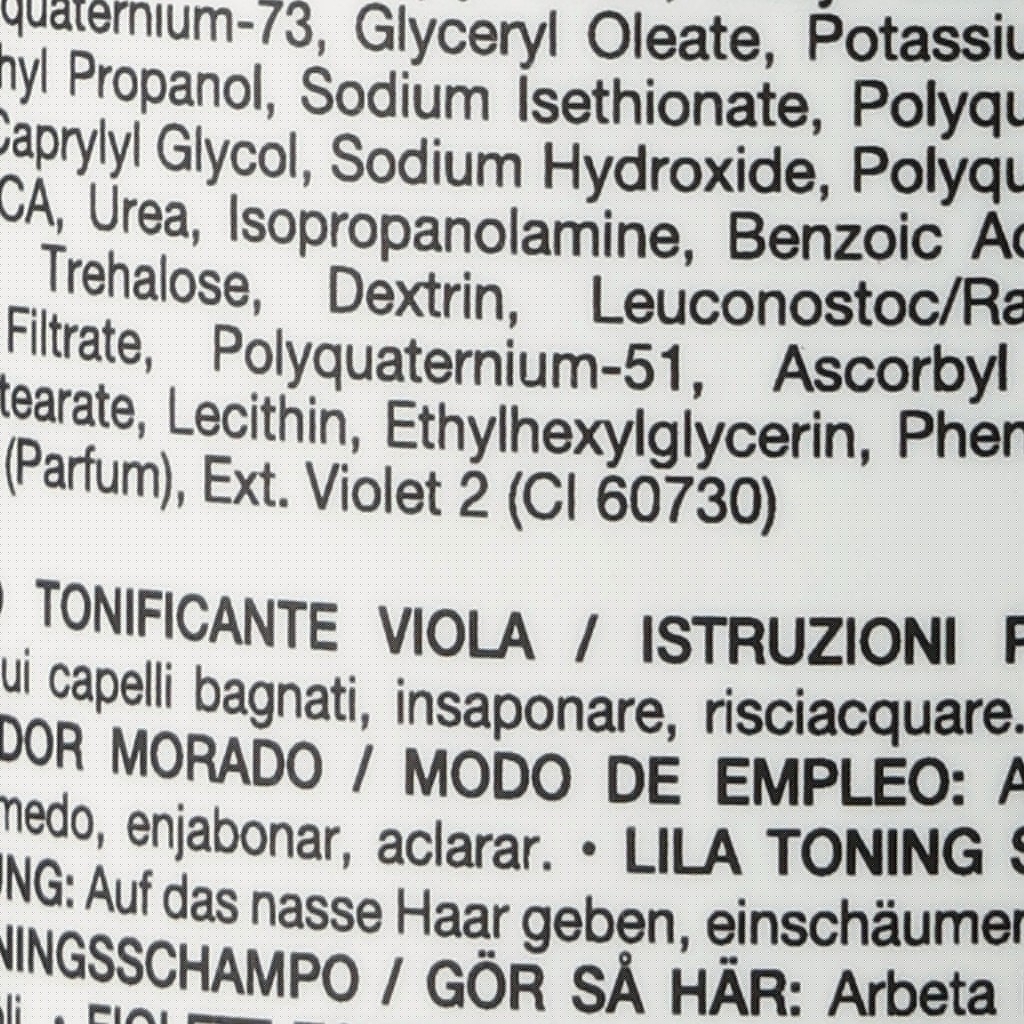 quaternium-73, Glyceryl Oleate, Potassiu
hyl Propanol, Sodium Isethionate, Polyqu
Caprylyl Glycol, Sodium Hydroxide, Polyqu
CA, Urea, Isopropanolamine, Benzoic Ac
Trehalose, Dextrin, Leuconostoc/Ra
Filtrate, Polyquaternium-51, Ascorbyl
tearate, Lecithin, Ethylhexylglycerin, Phen
(Parfum), Ext. Violet 2 (CI 60730)
TONIFICANTE VIOLA / ISTRUZIONI P
ui capelli bagnati, insaponare, risciacquare.
DOR MORADO / MODO DE EMPLEO: A
medo, enjabonar, aclarar. • LILA TONING S
UNG: Auf das nasse Haar geben, einschäumen
NINGSSCHAMPO / GÖR SÅ HÄR: Arbeta